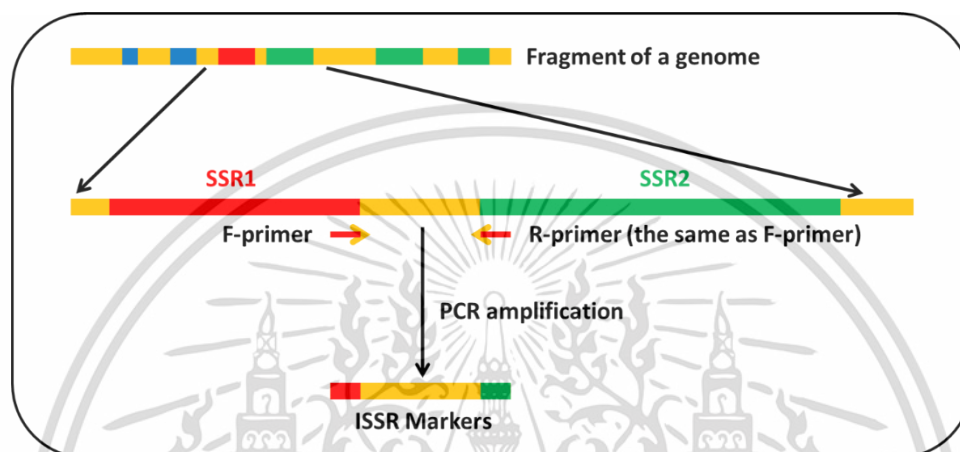 Fragment of a genome
SSR1
SSR2
F-primer
R-primer (the same as F-primer)
PCR amplification
ISSR Markers